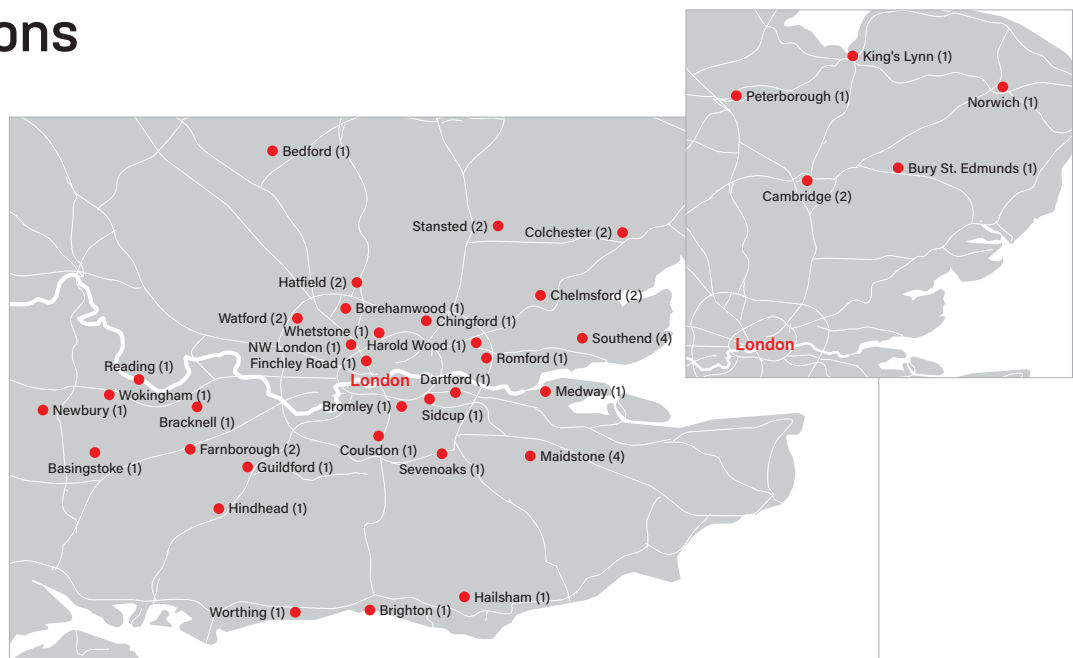 ons
King's Lynn (1)
Peterborough (1)
Norwich (1)
Bury St. Edmunds (1)
Cambridge (2)
London
Bedford (1)
Stansted (2)
Colchester (2)
Hatfield (2)
Chelmsford (2)
Borehamwood (1)
Watford (2)
Chingford (1)
Whetstone (1)
Southend (4)
NW London (1)
Harold Wood (1)
Romford (1)
Finchley Road (1)
Reading (1)
London
Dartford (1)
Medway (1)
Wokingham (1)
Newbury (1)
Bromley (1)
Sidcup (1)
Bracknell (1)
Farnborough (2)
Coulsdon (1)
Maidstone (4)
Basingstoke (1)
Guildford (1)
Sevenoaks (1)
Hindhead (1)
Hailsham (1)
Worthing (1)
Brighton (1)